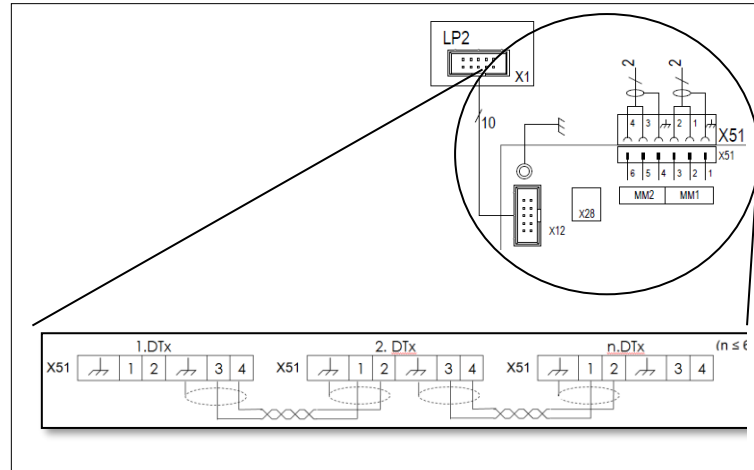 LP2
X1
10
2 2
4 3 2 1
X51
X51
6 5 4 3 2 1
MM2 MM1
X28
X12
1.DTx 2. DTx n.DTx (n ≤ 6
X51 1 2 3 4 X51 1 2 3 4 X51 1 2 3 4